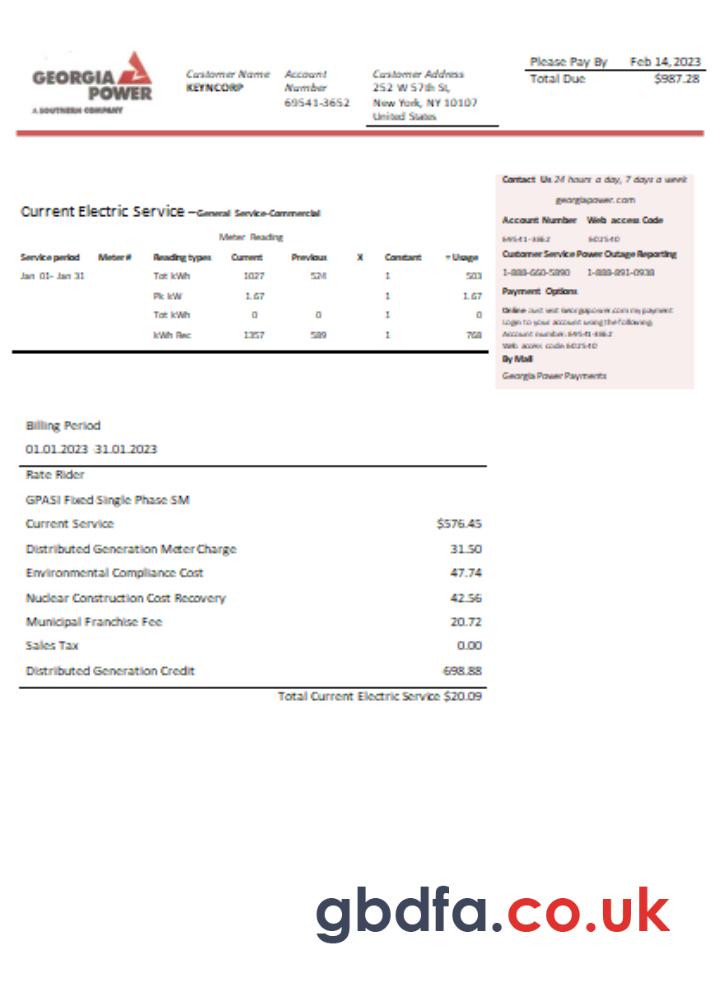 GEORGIA
POWER
A SOUTHERN COMPANY
Customer Name
KEYNCORP
Account
Number
69541-3652
Customer Address
252 W 57th St,
New York, NY 10107
United States
Please Pay By Feb 14,2023
Total Due $987.28
Contact Us 24 hours a day, 7 days a week
georgiapower.com
Account Number Web access Code
69541-3862 602540
Customer Service Power Outage Reporting
1-888-660-5890 1-888-891-0938
Payment Options
Online Just visit Georgiapower.com my payment
Login to your account using the following.
Account number. 69541-3862
Web access code 602540
By Mail
Georgia Power Payments
Current Electric Service –General Service-Commercial
Meter Reading
Service period Meter# Reading types Current Previous X Constant = Usage
Jan 01- Jan 31 Tot kWh 1027 524 1 503
Pk kW 1.67 1 1.67
Tot kWh 0 0 1 0
kWh Rec 1357 589 1 768
Billing Period
01.01.2023 31.01.2023
Rate Rider
GPASI Fixed Single Phase SM
Current Service $576.45
Distributed Generation Meter Charge 31.50
Environmental Compliance Cost 47.74
Nuclear Construction Cost Recovery 42.56
Municipal Franchise Fee 20.72
Sales Tax 0.00
Distributed Generation Credit -698.88
Total Current Electric Service $20.09
gbdfa.co.uk